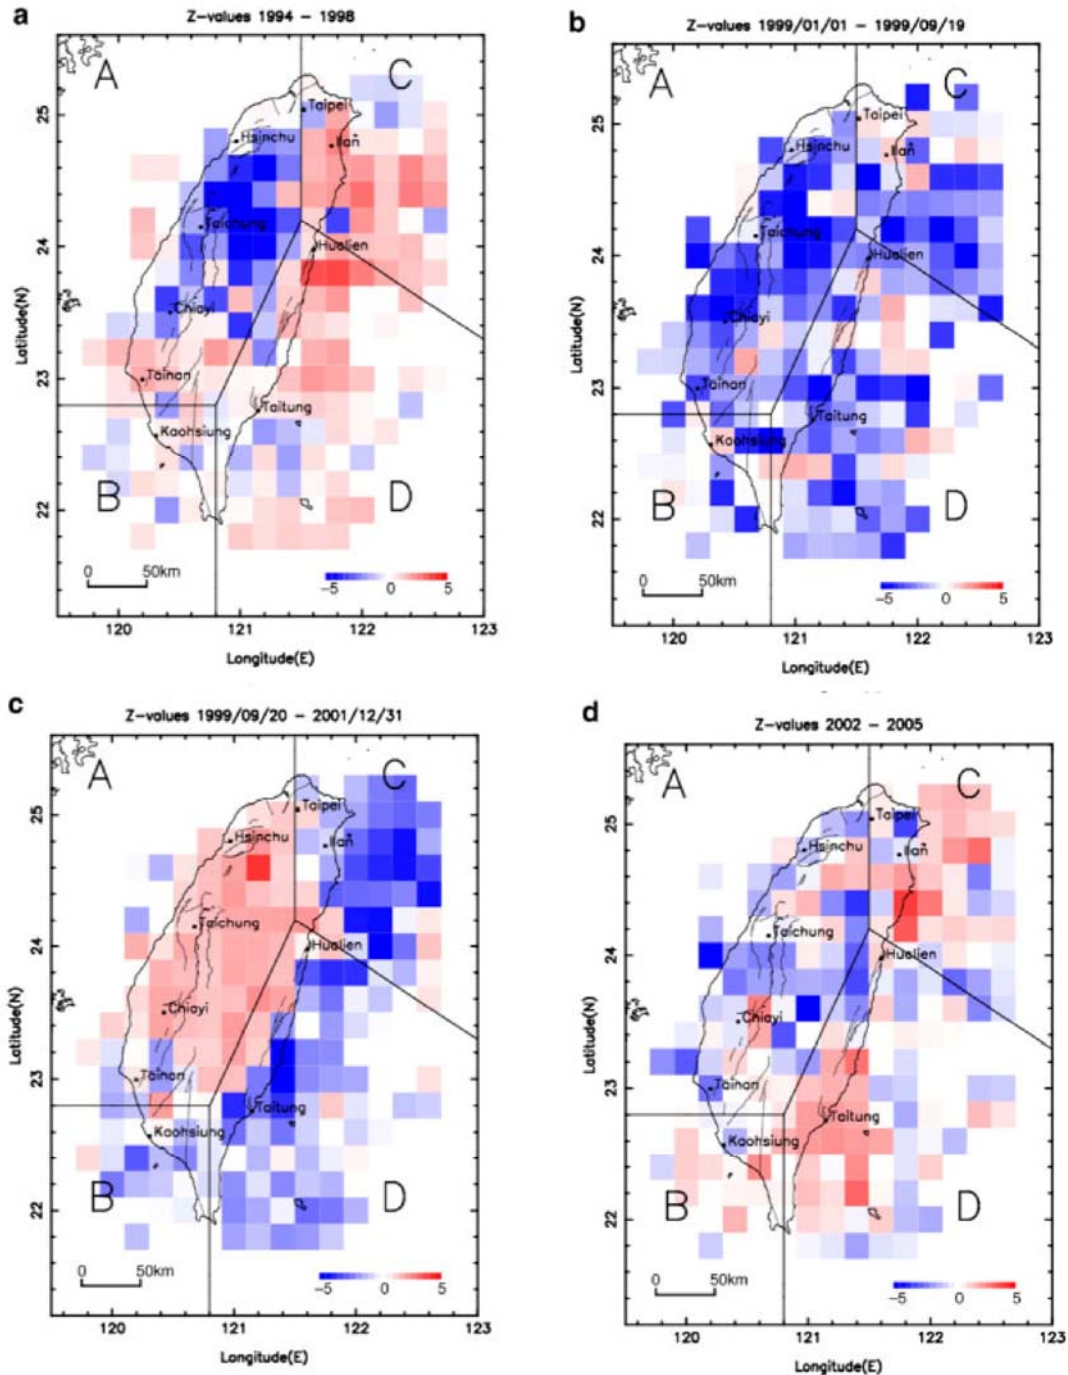 a
Z-values 1994 - 1998
A
C
Taipei
Hsinchu
Ilan
Taichung
Hualien
Chiayi
Tainan
Taitung
Kaohsiung
B
D
0 50km
-5 0 5
25
24
23
22
Latitude(N)
120 121 122 123
Longitude(E)
b
Z-values 1999/01/01 - 1999/09/19
A
C
Taipei
Hsinchu
Ilan
Taichung
Hualien
Chiayi
Tainan
Taitung
Kaohsiung
B
D
0 50km
-5 0 5
25
24
23
22
Latitude(N)
120 121 122 123
Longitude(E)
c
Z-values 1999/09/20 - 2001/12/31
A
C
Taipei
Hsinchu
Ilan
Taichung
Hualien
Chiayi
Tainan
Taitung
Kaohsiung
B
D
0 50km
-5 0 5
25
24
23
22
Latitude(N)
120 121 122 123
Longitude(E)
d
Z-values 2002 - 2005
A
C
Taipei
Hsinchu
Ilan
Taichung
Hualien
Chiayi
Tainan
Taitung
Kaohsiung
B
D
0 50km
-5 0 5
25
24
23
22
Latitude(N)
120 121 122 123
Longitude(E)